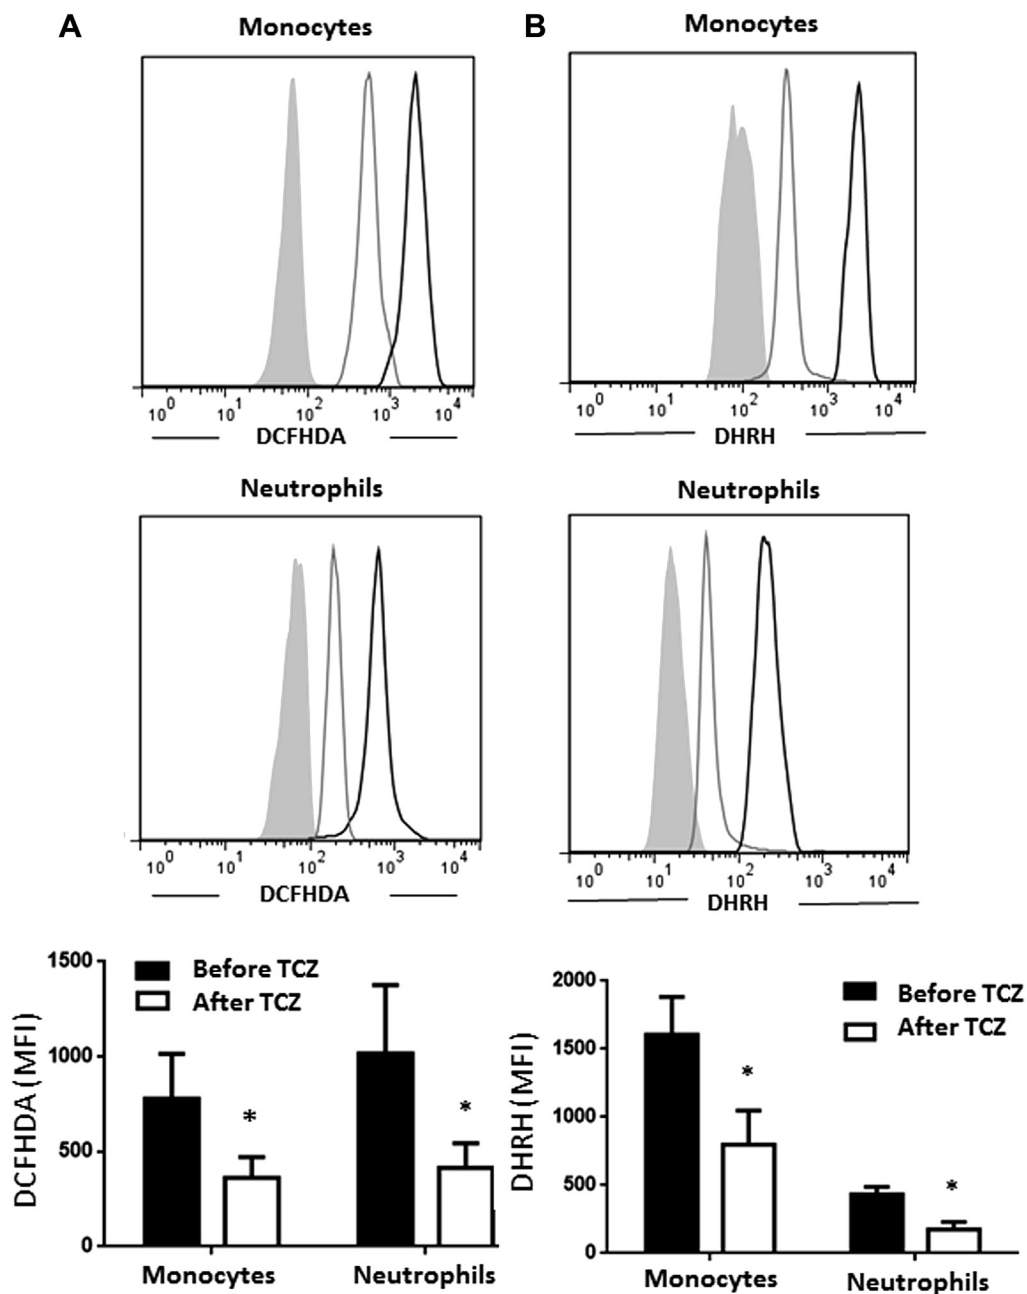 A
Monocytes
10^0 10^1 10^2 10^3 10^4
DCFHDA
Neutrophils
10^0 10^1 10^2 10^3 10^4
DCFHDA
DCFHDA (MFI)
1500
1000
500
0
Before TCZ
After TCZ
*
*
Monocytes
Neutrophils
B
Monocytes
10^0 10^1 10^2 10^3 10^4
DHRH
Neutrophils
10^0 10^1 10^2 10^3 10^4
DHRH
DHRH (MFI)
2000
1500
1000
500
0
Before TCZ
After TCZ
*
*
Monocytes
Neutrophils